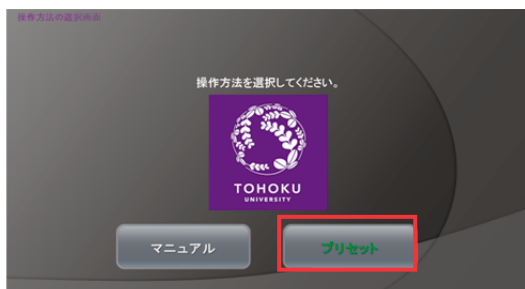 操作方法の選択画面
操作方法を選択してください。
TOHOKU
UNIVERSITY
マニュアル
プリセット